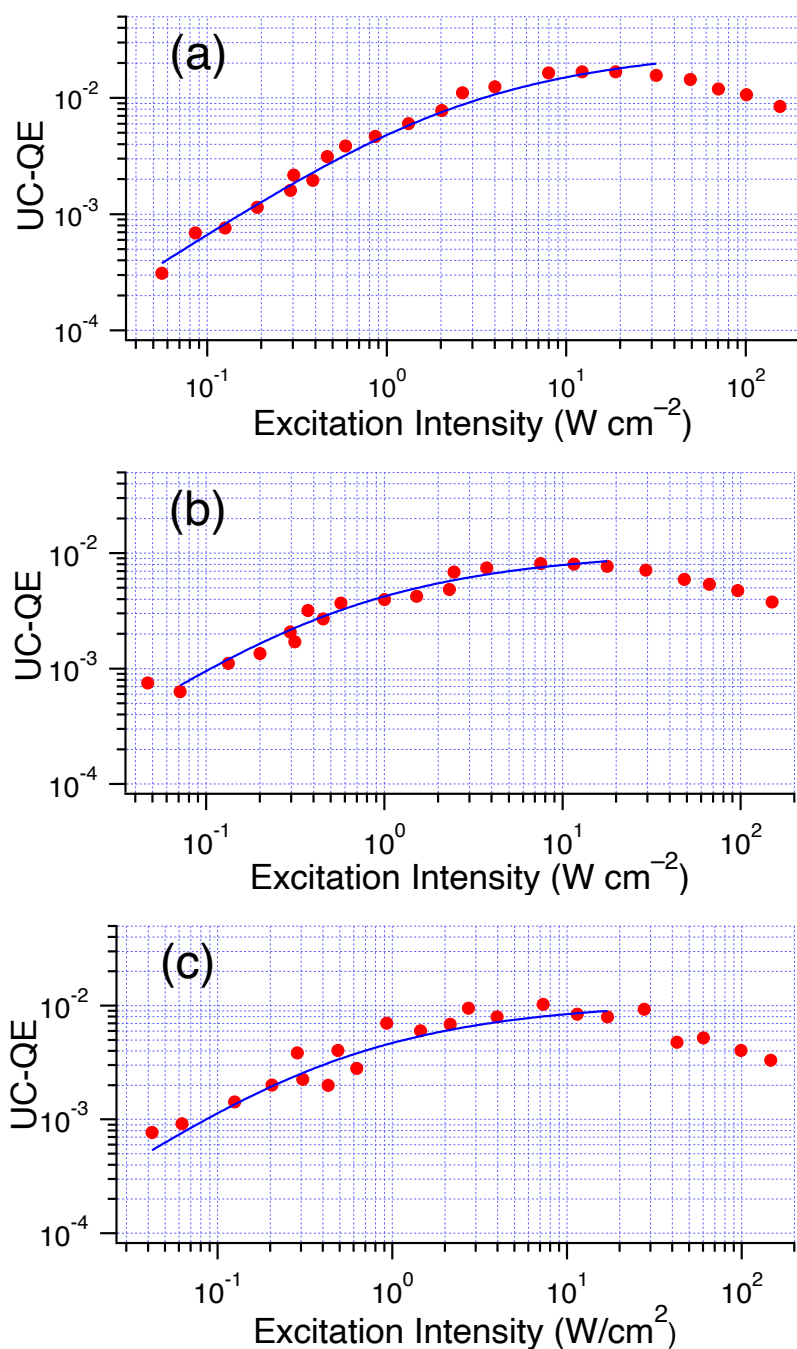 (a)
UC-QE
10⁻²
10⁻³
10⁻⁴
10⁻¹ 10⁰ 10¹ 10²
Excitation Intensity (W cm⁻²)
(b)
UC-QE
10⁻²
10⁻³
10⁻⁴
10⁻¹ 10⁰ 10¹ 10²
Excitation Intensity (W cm⁻²)
(c)
UC-QE
10⁻²
10⁻³
10⁻⁴
10⁻¹ 10⁰ 10¹ 10²
Excitation Intensity (W/cm²)